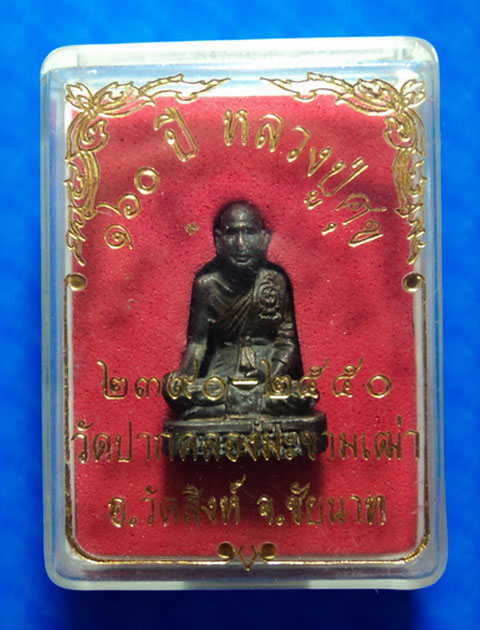 ๑๖๐ ปี หลวงปู่ศุข
๒๓๙๐-๒๕๕๐
วัดปากคลองมะขามเฒ่า
อ.วัดสิงห์ จ.ชัยนาท